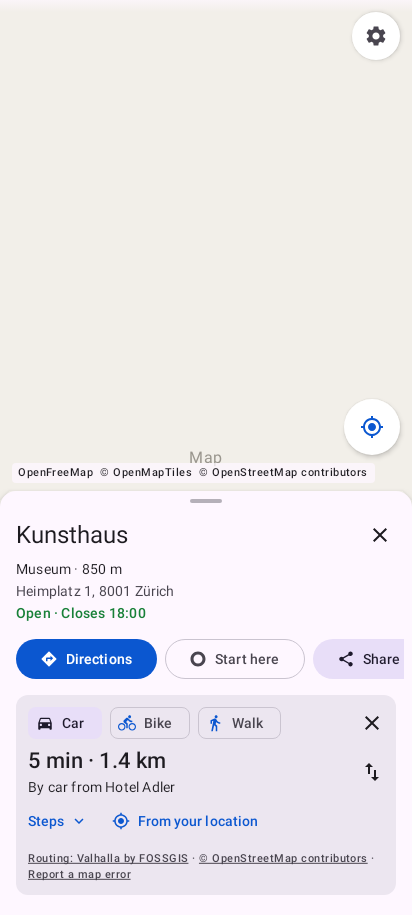 Map
OpenFreeMap © OpenMapTiles © OpenStreetMap contributors
Kunsthaus
Museum · 850 m
Heimplatz 1, 8001 Zürich
Open · Closes 18:00
Directions Start here Share
Car Bike Walk
5 min · 1.4 km
By car from Hotel Adler
Steps From your location
Routing: Valhalla by FOSSGIS · © OpenStreetMap contributors ·
Report a map error